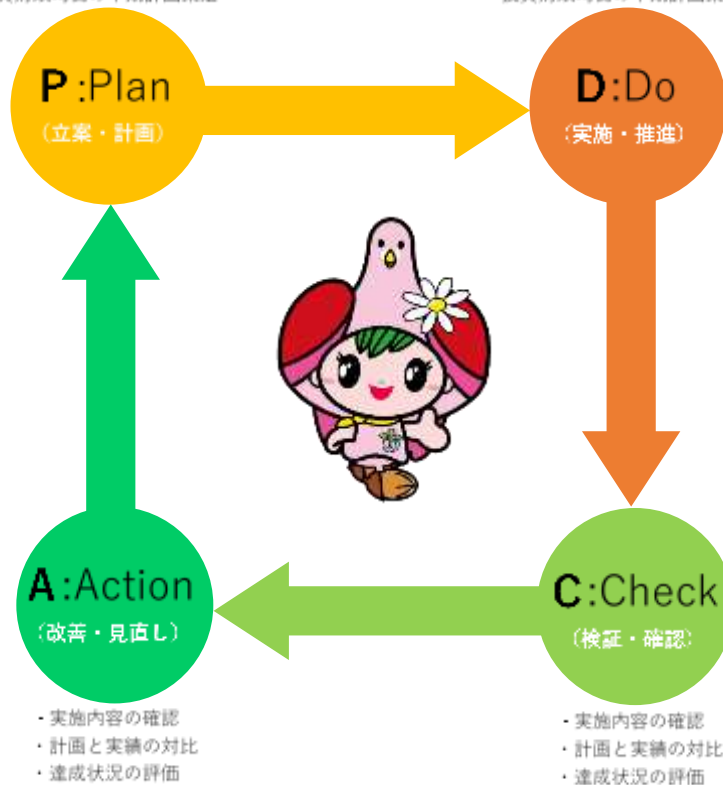 P:Plan
(立案・計画)
D:Do
(実施・推進)
A:Action
(改善・見直し)
C:Check
(検証・確認)
・実施内容の確認
・計画と実績の対比
・達成状況の評価
・実施内容の確認
・計画と実績の対比
・達成状況の評価